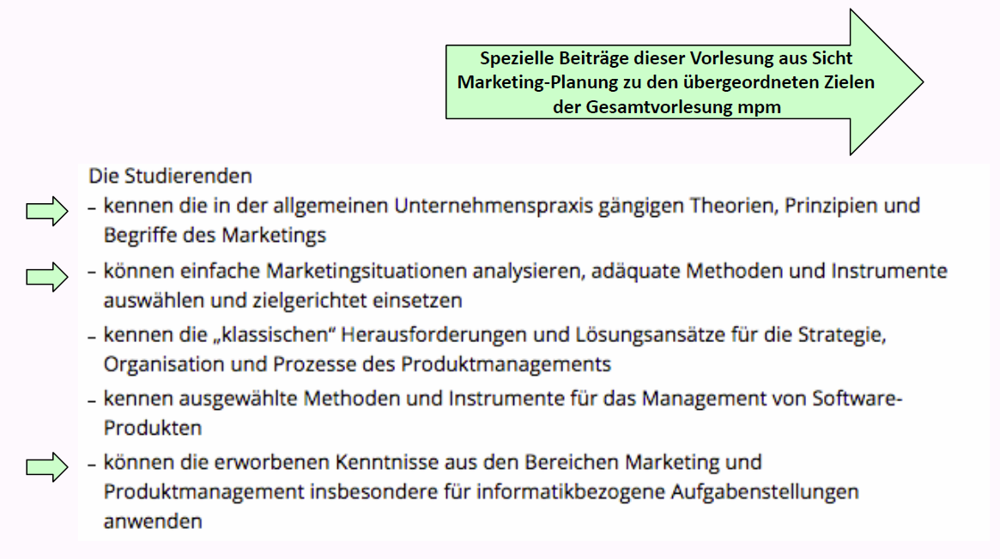 Spezielle Beiträge dieser Vorlesung aus Sicht
Marketing-Planung zu den übergeordneten Zielen
der Gesamtvorlesung mpm
Die Studierenden
– kennen die in der allgemeinen Unternehmenspraxis gängigen Theorien, Prinzipien und
Begriffe des Marketings
– können einfache Marketingsituationen analysieren, adäquate Methoden und Instrumente
auswählen und zielgerichtet einsetzen
– kennen die „klassischen“ Herausforderungen und Lösungsansätze für die Strategie,
Organisation und Prozesse des Produktmanagements
– kennen ausgewählte Methoden und Instrumente für das Management von Software-
Produkten
– können die erworbenen Kenntnisse aus den Bereichen Marketing und
Produktmanagement insbesondere für informatikbezogene Aufgabenstellungen
anwenden